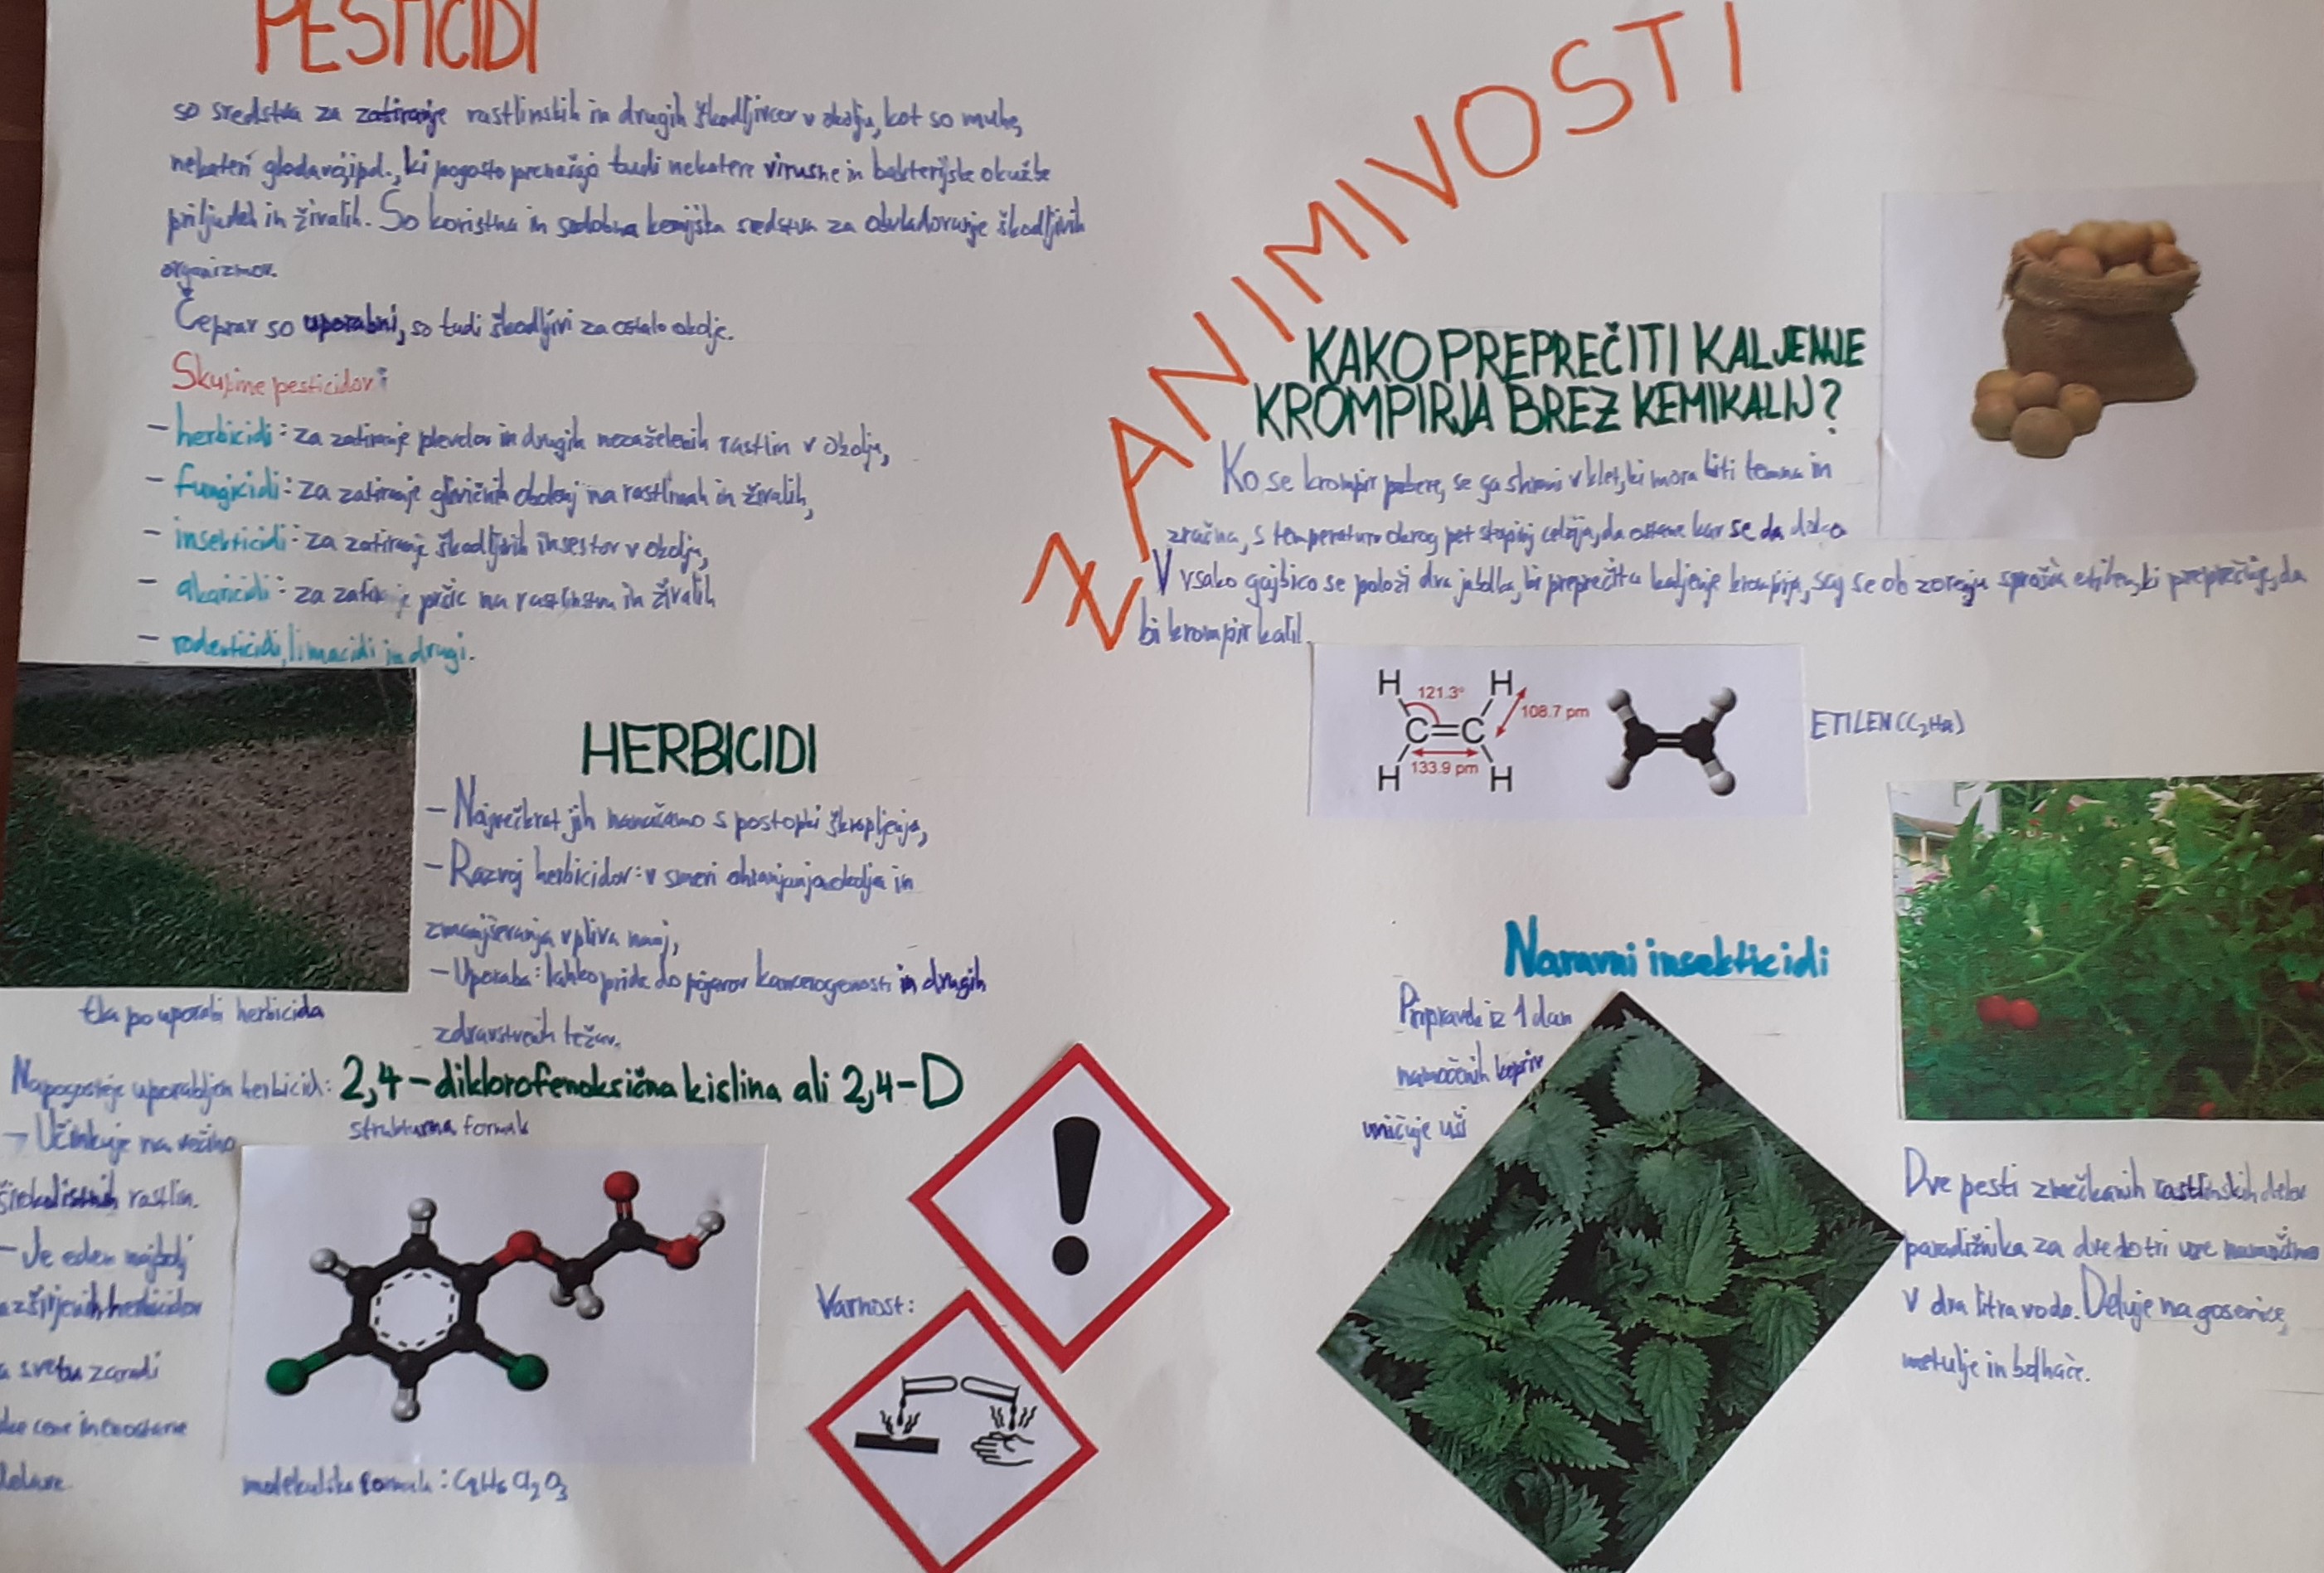 PESTICIDI
so sredstva za zatiranje rastlinskih in drugih škodljivcev v okolju, kot so muhe,
nekateri glodavci, ipd., ki pogosto prenašajo tudi nekatere virusne in bakterijske okužbe
pri ljudeh in živalih. So koristna in sodobna kemijska sredstva za obvladovanje škodljivih
organizmov.
Čeprav so uporabni, so tudi škodljivi za ostalo okolje.
Skupine pesticidov:
- herbicidi: za zatiranje plevelov in drugih nezaželenih rastlin v okolju,
- fungicidi: za zatiranje glivičnih obolenj na rastlinah in živalih,
- insekticidi: za zatiranje škodljivih insektov v okolju,
- akaricidi: za zatiranje pršic na rastlinah in živalih
- rodenticidi, limacidi in drugi.
HERBICIDI
- Največkrat jih nanašamo s postopki škropljenja,
- Razvoj herbicidov: v smeri ohranjanja okolja in
zmanjševanja vpliva nanj,
- Uporaba: lahko pride do pojavov kancerogenosti in drugih
zdravstvenih težav.
tla po uporabi herbicida
Najpogosteje uporabljen herbicid: 2,4-diklorofenoksična kislina ali 2,4-D
strukturna formula
→ Učinkuje na večino
širokolistnih rastlin.
- Je eden najbolj
razširjenih herbicidov
svetu zaradi
cene in enostavne
molekulska formula: C8H6Cl2O3
Varnost:
ZANIMIVOSTI
KAKO PREPREČITI KALJENJE
KROMPIRJA BREZ KEMIKALIJ?
Ko se krompir pobere, se ga shrani v klet, ki mora biti temna in
zračna, s temperaturo okrog pet stopinj celzija, da ostane kar se da dolgo
V vsako gajbico se položi dva jabolka, ki preprečita kaljenje krompirja, saj se ob zorenju sprošča etilen, ki preprečuje, da
bi krompir kalil.
H H
121.3°
108.7 pm
C=C
133.9 pm
H H
ETILEN (C2H4)
Naravni insekticidi
Pripravek iz 1 dan
namočenih kopriv
uničuje uši
Dve pesti zmečkanih rastlinskih delov
paradižnika za dve do tri ure namočimo
v dva litra vode. Deluje na gosenice,
metulje in bolhače.